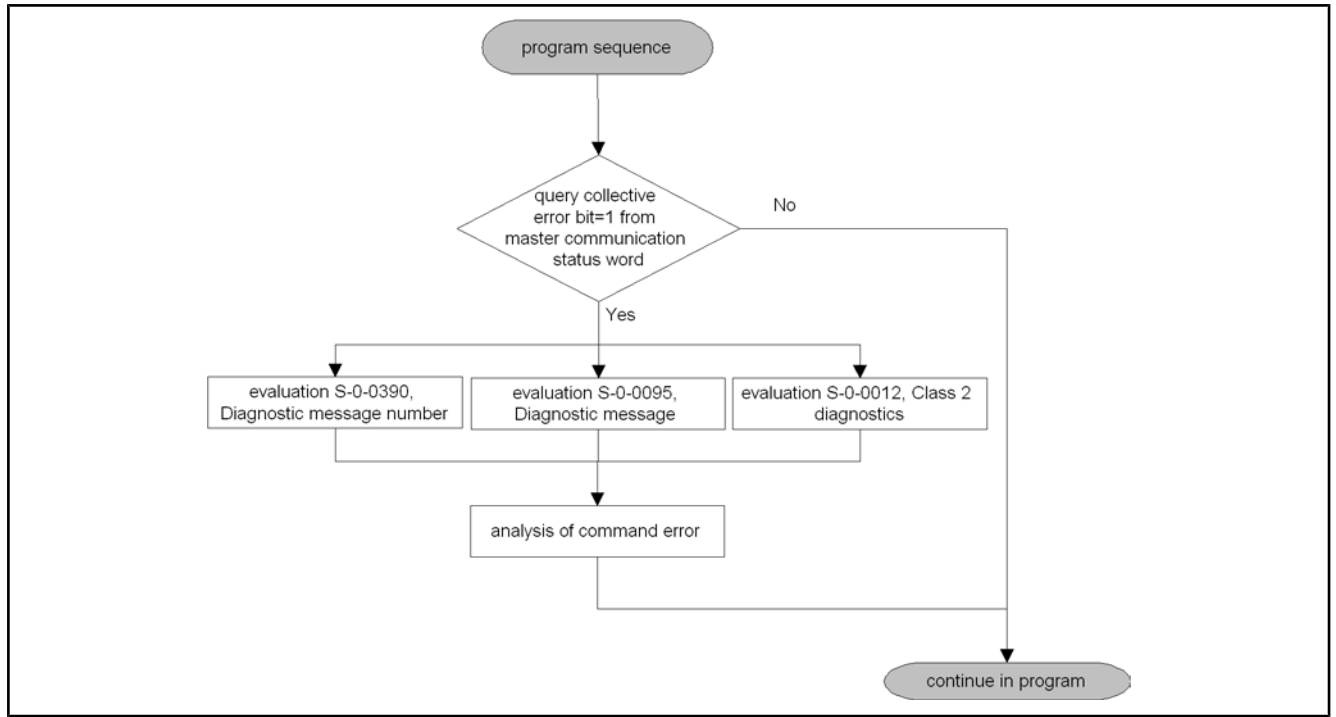 program sequence
query collective
error bit=1 from
master communication
status word
No
Yes
evaluation S-0-0390,
Diagnostic message number
evaluation S-0-0095,
Diagnostic message
evaluation S-0-0012, Class 2
diagnostics
analysis of command error
continue in program